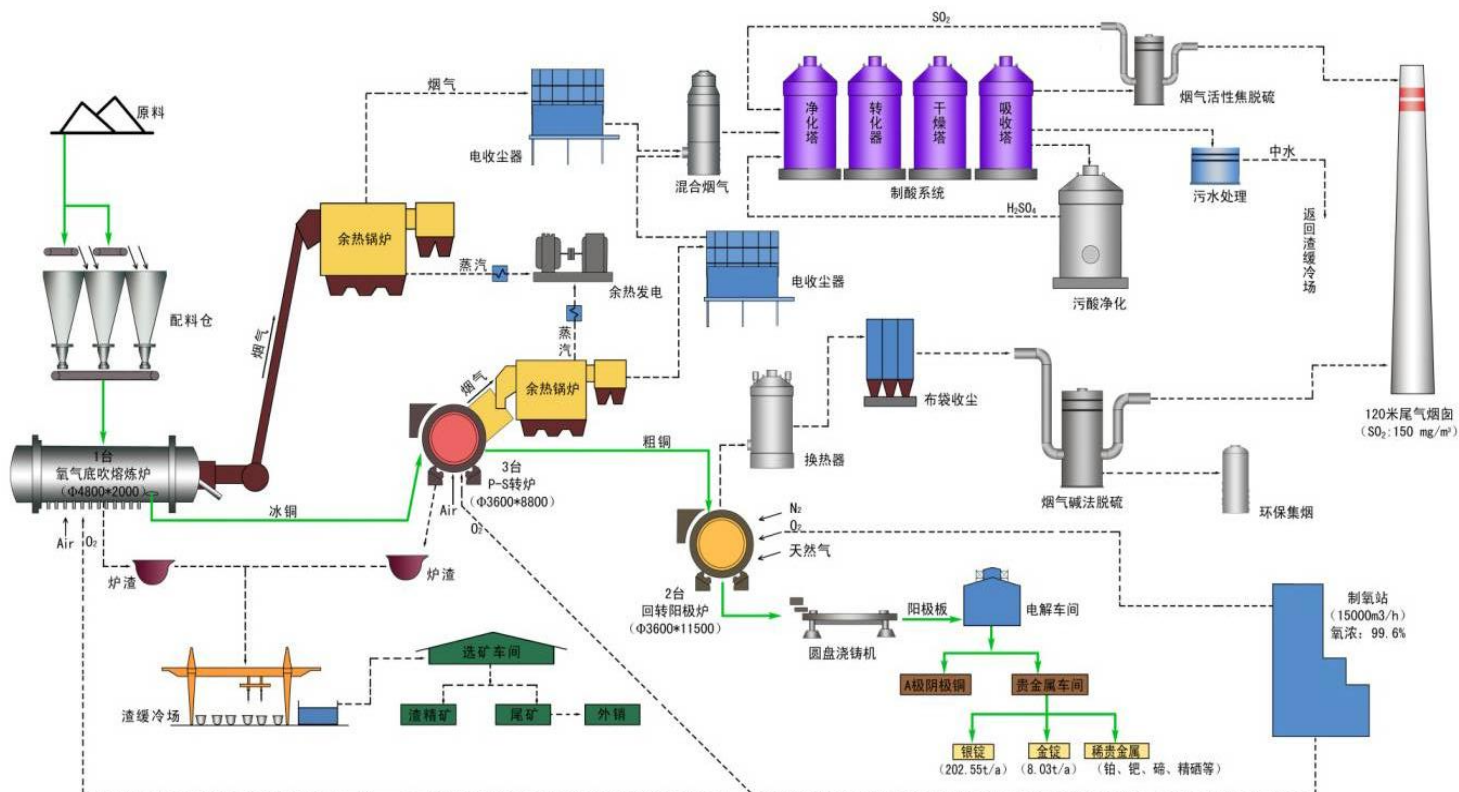 SO₂
原料
烟气
电收尘器
混合烟气
净化塔
转化器
干燥塔
吸收塔
制酸系统
烟气活性焦脱硫
污水处理
中水
返回渣缓冷场
H₂SO₄
污酸净化
余热锅炉
蒸汽
余热发电
电收尘器
配料仓
烟气
蒸汽
烟气
余热锅炉
布袋收尘
换热器
120米尾气烟囱
(SO₂:150 mg/m³)
1台
氧气底吹熔炼炉
(Φ4800*2000)
3台
P-S转炉
(Φ3600*8800)
粗铜
冰铜
Air
O₂
Air
O₂
烟气碱法脱硫
环保集烟
N₂
O₂
天然气
炉渣
炉渣
2台
回转阳极炉
(Φ3600*11500)
圆盘浇铸机
阳极板
电解车间
制氧站
(15000m3/h)
氧浓: 99.6%
选矿车间
渣缓冷场
渣精矿
尾矿
外销
A极阴极铜
贵金属车间
银锭
(202.55t/a)
金锭
(8.03t/a)
稀贵金属
(铂、钯、碲、精硒等)